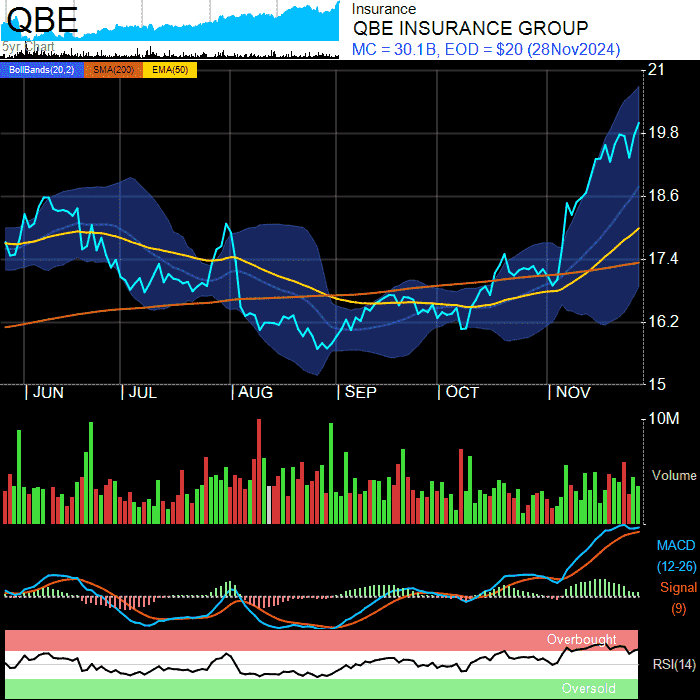 QBE
5yr Chart
Insurance
QBE INSURANCE GROUP
MC = 30.1B, EOD = $20 (28Nov2024)
BollBands(20,2) SMA(200) EMA(50)
21
19.8
18.6
17.4
16.2
15
JUN JUL AUG SEP OCT NOV
10M
Volume
MACD
(12-26)
Signal
(9)
Overbought
RSI(14)
Oversold